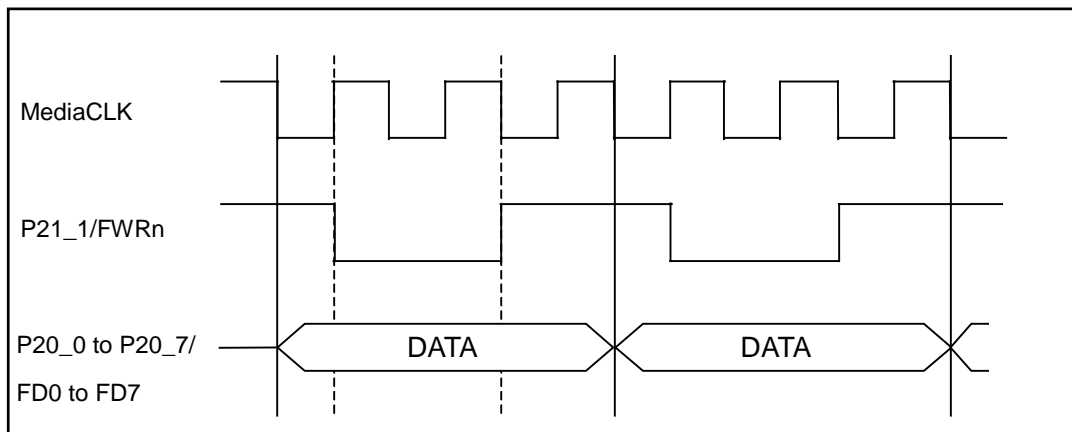 MediaCLK
P21_1/FWRn
P20_0 to P20_7/
FD0 to FD7
DATA
DATA